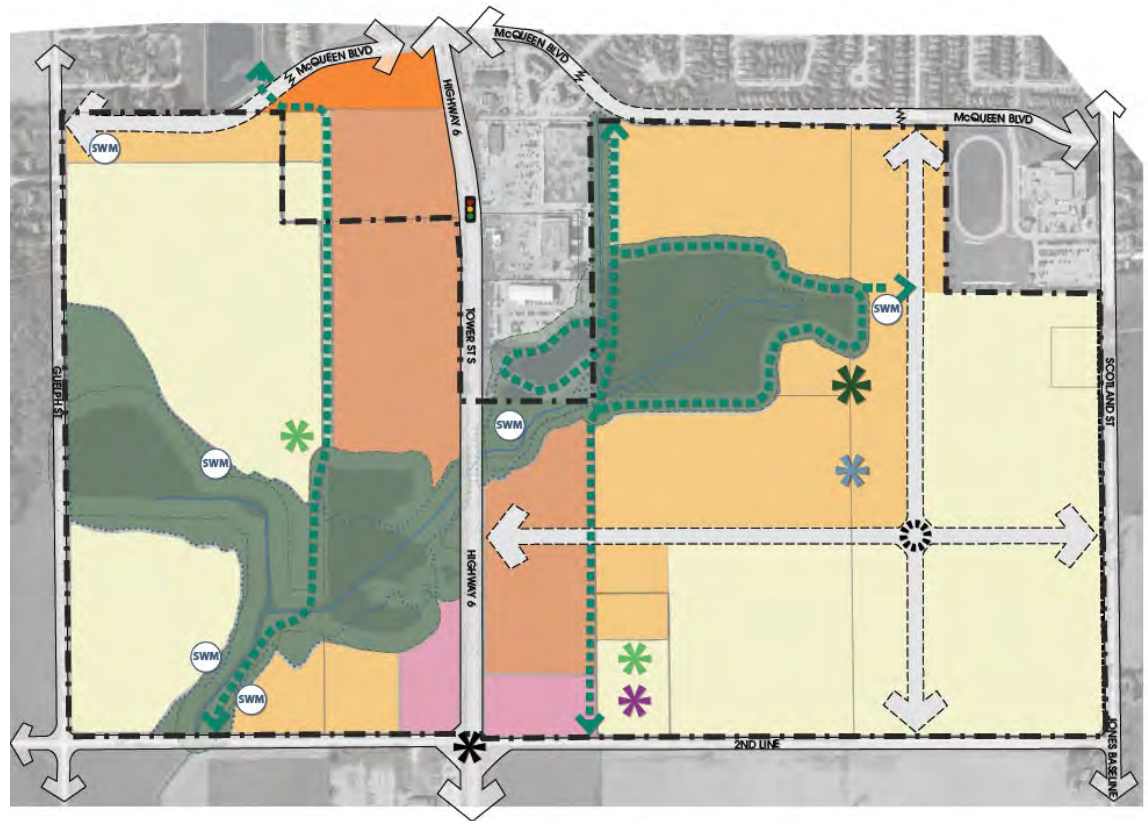 McQUEEN BLVD
McQUEEN BLVD
HIGHWAY 6
McQUEEN BLVD
SWM
SWM
TOWER ST S
GUELPH ST
SCOTLAND ST
SWM
SWM
HIGHWAY 6
SWM
SWM
2ND LINE
JONES BASELINE